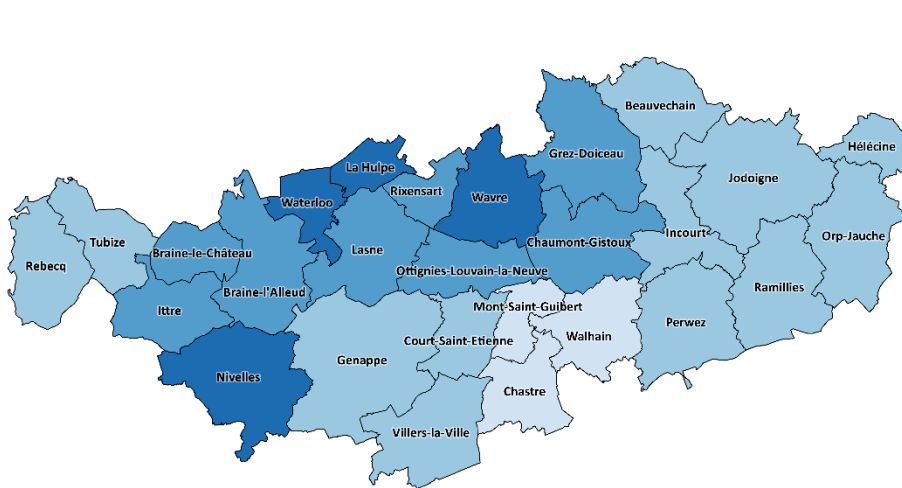 Beauvechain
Hélécine
Grez-Doiceau
La Hulpe
Jodoigne
Rixensart
Wavre
Waterloo
Incourt
Orp-Jauche
Chaumont-Gistoux
Tubize
Braine-le-Château
Lasne
Rebecq
Ottignies-Louvain-la-Neuve
Ramillies
Braine-l'Alleud
Ittre
Mont-Saint-Guibert
Perwez
Walhain
Court-Saint-Etienne
Genappe
Nivelles
Chastre
Villers-la-Ville